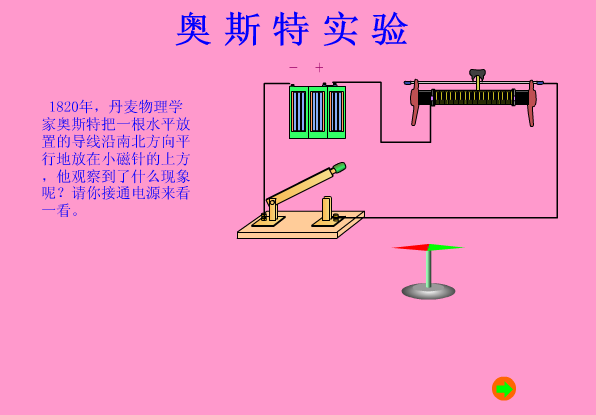 奥斯特实验
－ ＋
1820年，丹麦物理学
家奥斯特把一根水平放
置的导线沿南北方向平
行地放在小磁针的上方
，他观察到了什么现象
呢？请你接通电源来看
一看。